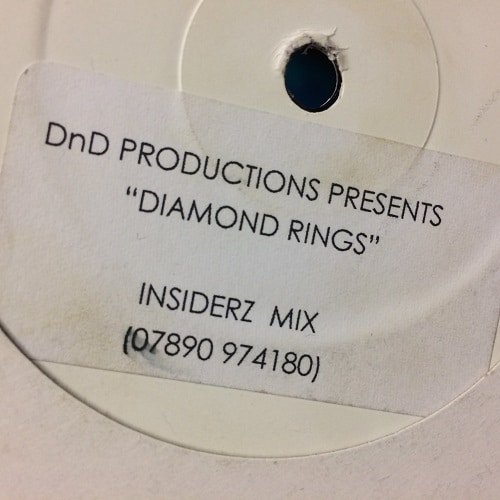 DnD PRODUCTIONS PRESENTS
“DIAMOND RINGS”
INSIDERZ MIX
(07890 974180)